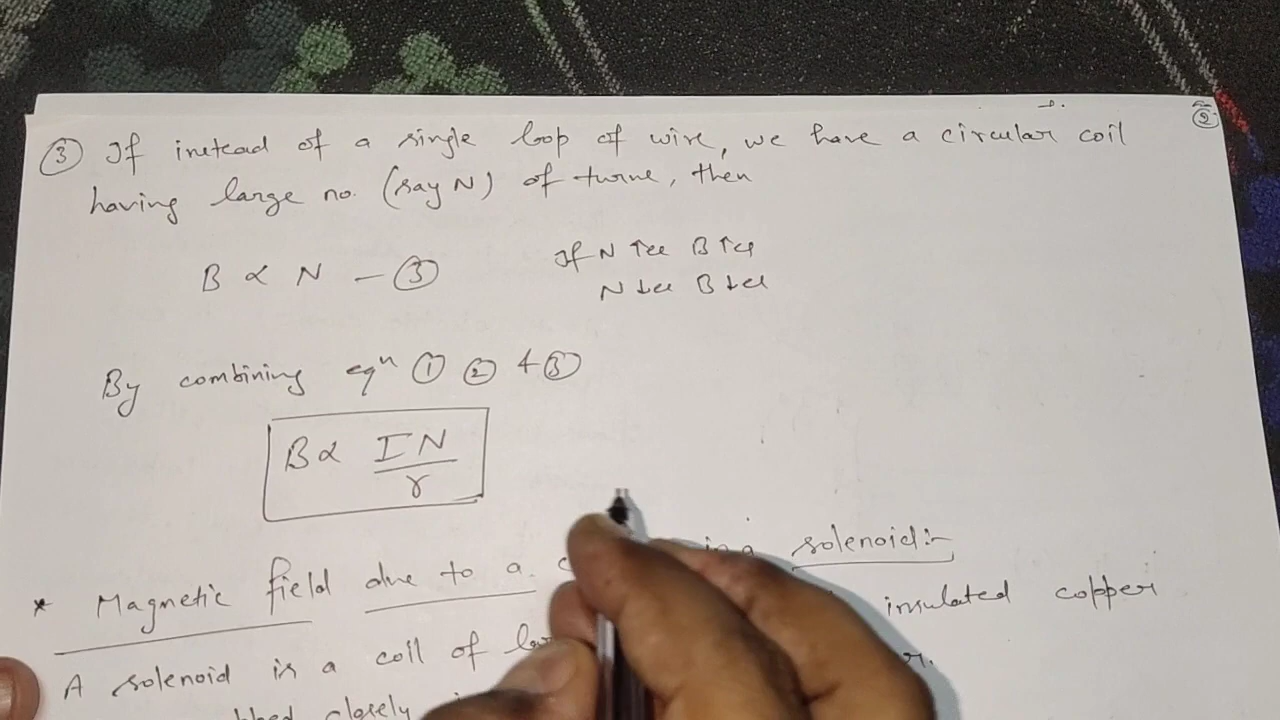 ②
③ If instead of a single loop of wire, we have a circular coil
having large no. (say N) of turns, then
B ∝ N — ③
If N ↑es B ↑es
N ↓es B ↓es
By combining eqⁿ ① ② & ③
B ∝ IN/r
* Magnetic field due to a solenoid:-
A solenoid is a coil of insulated copper
closely